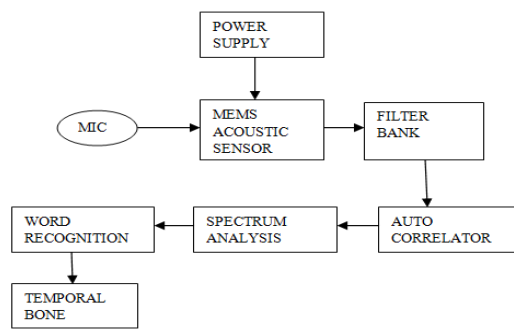 POWER
SUPPLY
MIC
MEMS
ACOUSTIC
SENSOR
FILTER
BANK
WORD
RECOGNITION
SPECTRUM
ANALYSIS
AUTO
CORRELATOR
TEMPORAL
BONE